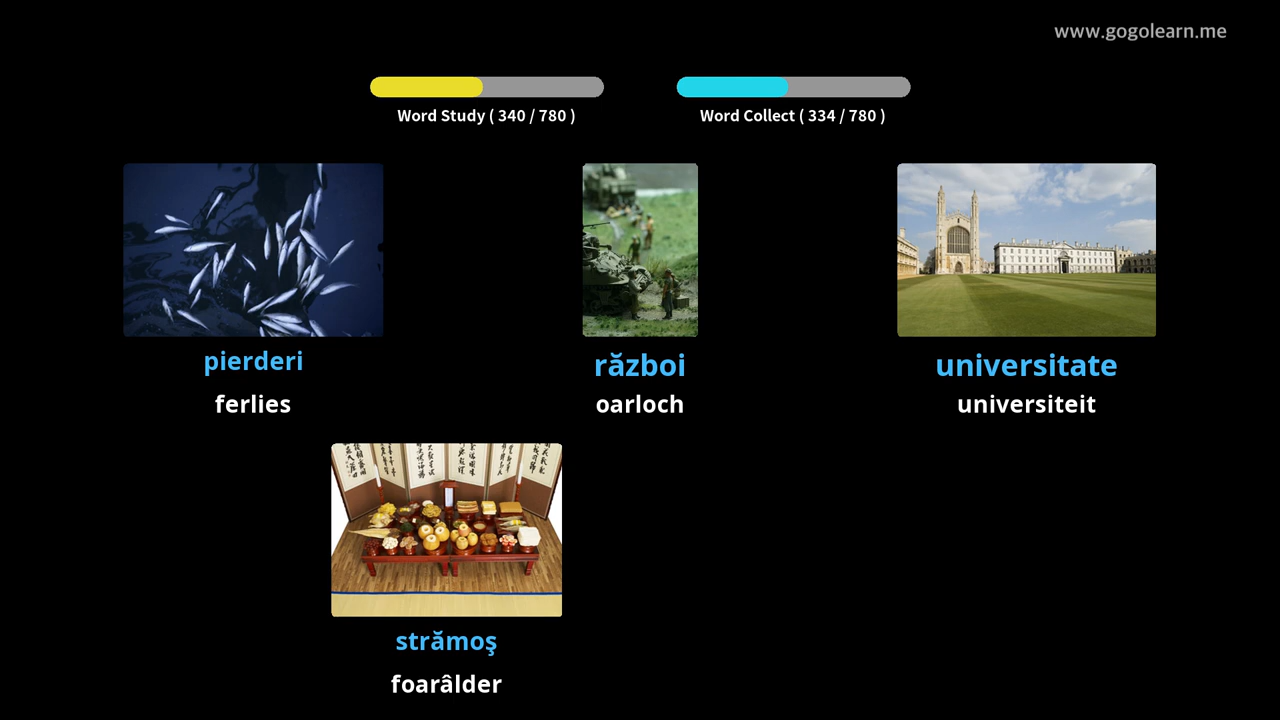 www.gogolearn.me
Word Study ( 340 / 780 )
Word Collect ( 334 / 780 )
pierderi
război
universitate
ferlies
oarloch
universiteit
strămoş
foarâlder